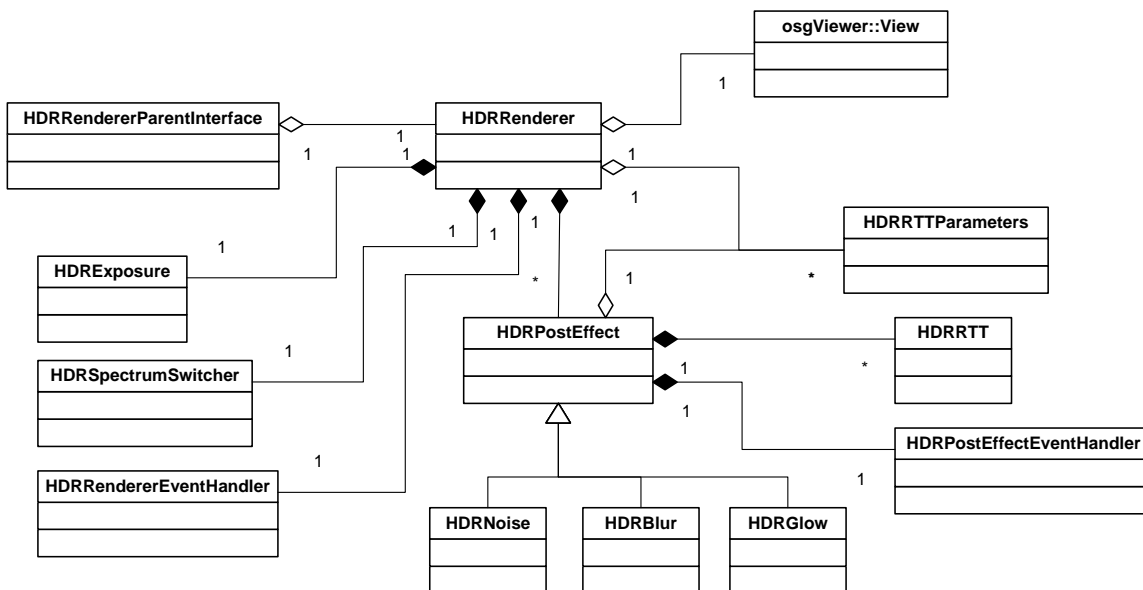 osgViewer::View
1
HDRRendererParentInterface
HDRRenderer
1
1
1
1
1
1
HDRRTTParameters
1
1
1
1
1
*
*
HDRExposure
HDRPostEffect
HDRRTT
1
1
*
HDRSpectrumSwitcher
1
HDRPostEffectEventHandler
1
1
HDRRendererEventHandler
HDRNoise
HDRBlur
HDRGlow